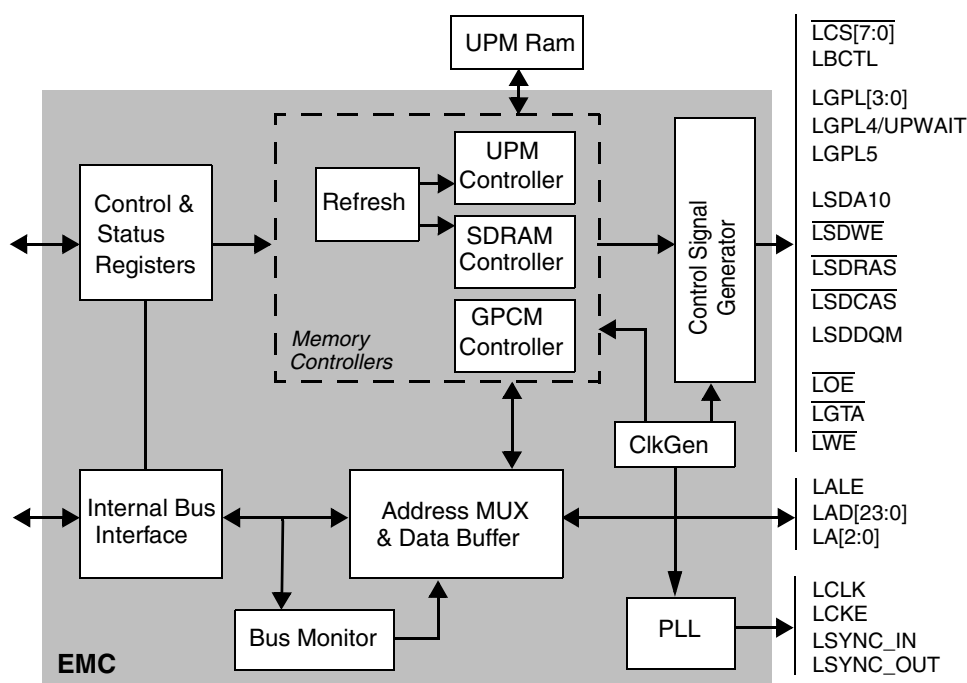 UPM Ram
Control &
Status
Registers
Refresh
UPM
Controller
SDRAM
Controller
GPCM
Controller
Memory
Controllers
Control Signal
Generator
ClkGen
Internal Bus
Interface
Address MUX
& Data Buffer
Bus Monitor
PLL
EMC
LCS[7:0]
LBCTL
LGPL[3:0]
LGPL4/UPWAIT
LGPL5
LSDA10
LSDWE
LSDRAS
LSDCAS
LSDDQM
LOE
LGTA
LWE
LALE
LAD[23:0]
LA[2:0]
LCLK
LCKE
LSYNC_IN
LSYNC_OUT